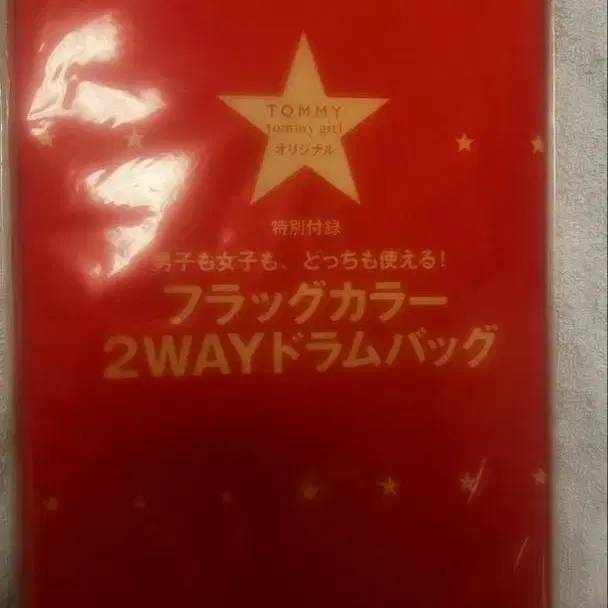 TOMMY
tommy girl
オリジナル
特別付録
男子も女子も、どっちも使える!
フラッグカラー
2WAYドラムバッグ